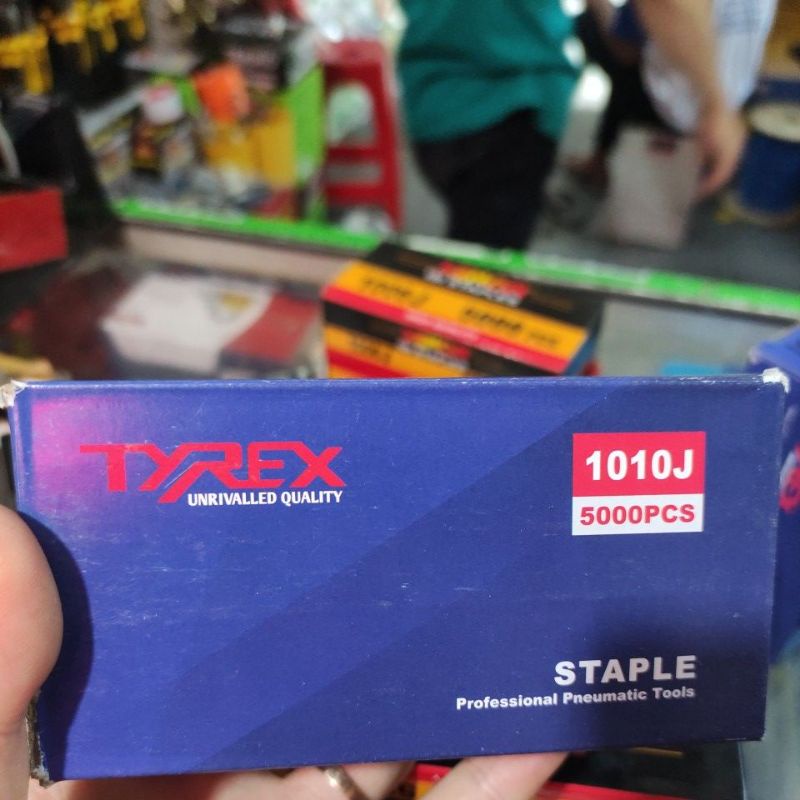 TYREX
UNRIVALLED QUALITY
1010J
5000PCS
STAPLE
Professional Pneumatic Tools